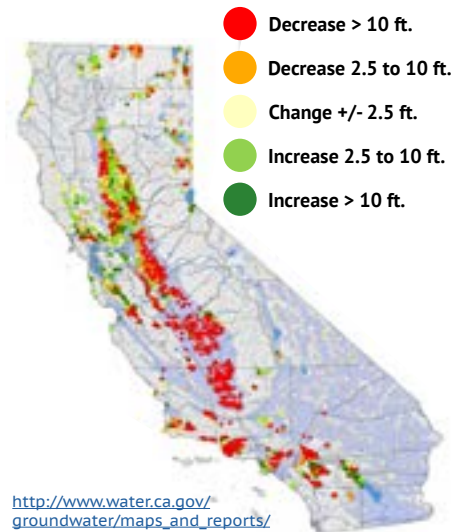 Decrease > 10 ft.
Decrease 2.5 to 10 ft.
Change +/- 2.5 ft.
Increase 2.5 to 10 ft.
Increase > 10 ft.
http://www.water.ca.gov/
groundwater/maps_and_reports/